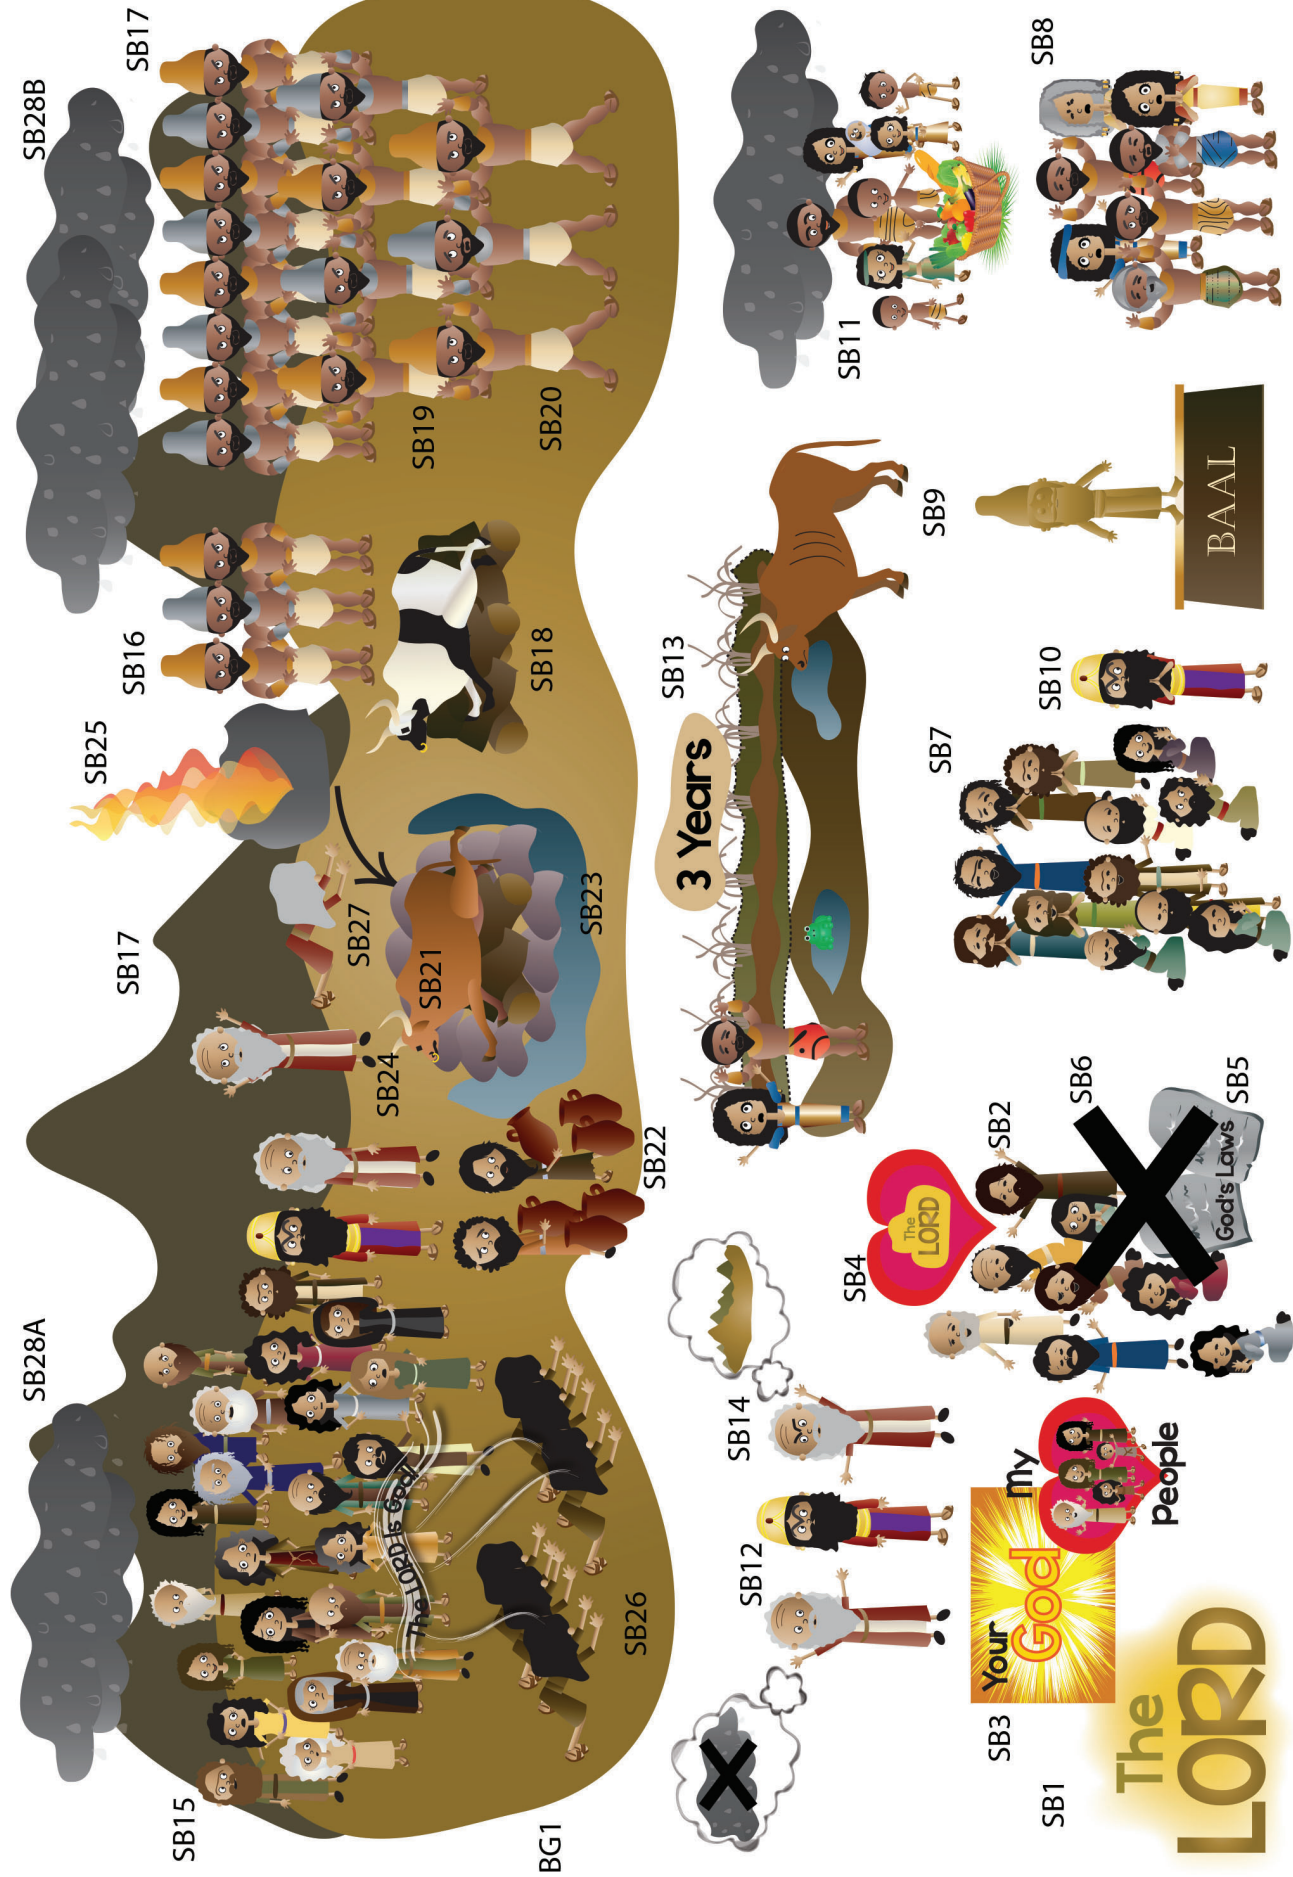 SB28A
SB28B
SB25
SB17
SB16
SB17
SB15
SB27
SB24
The LORD is God!
SB21
SB19
BG1
SB18
SB20
SB23
SB26
SB22
SB13
3 Years
SB14
SB12
SB4
The
LORD
SB11
SB7
SB9
SB3
Your
God
my
people
SB2
SB10
SB8
SB1
SB6
The
LORD
God's Laws
SB5
BAAL